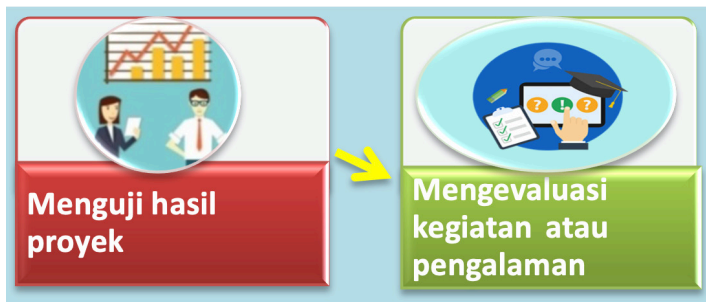 Menguji hasil
proyek
Mengevaluasi
kegiatan atau
pengalaman